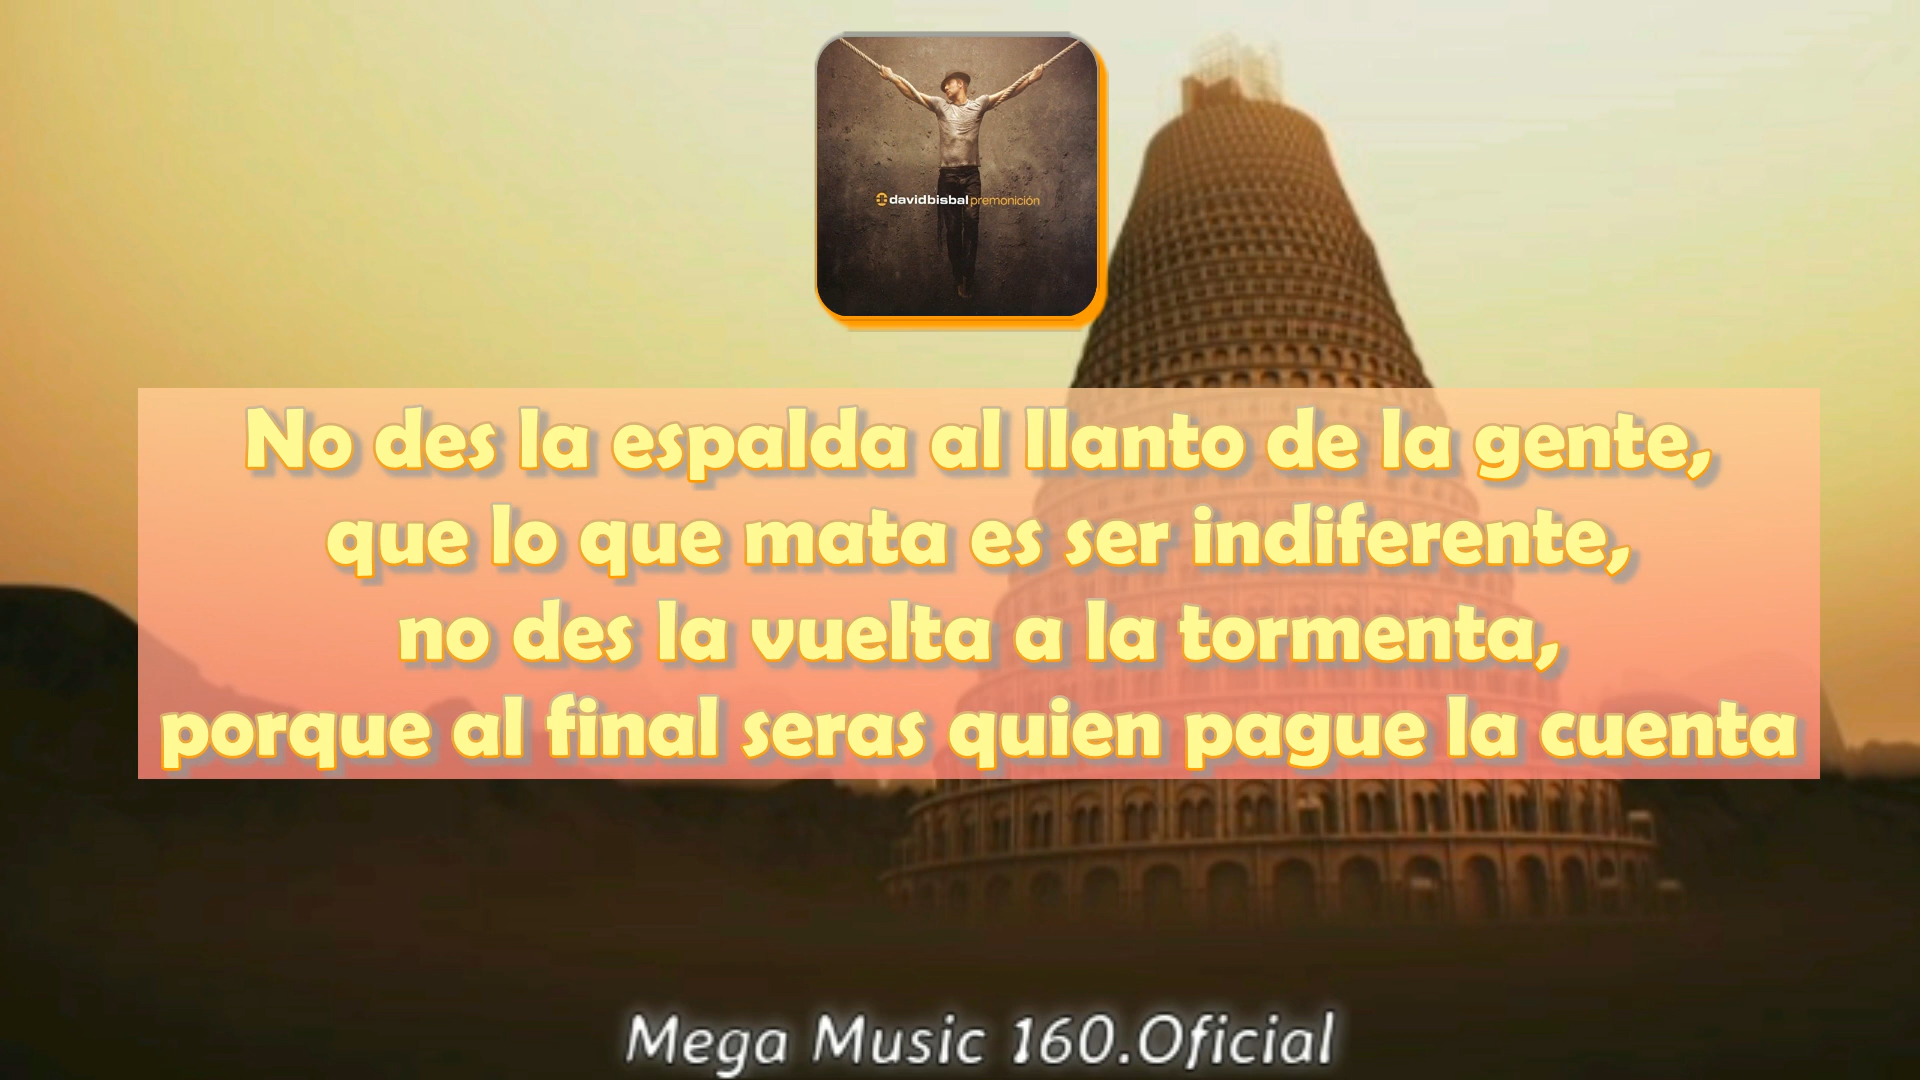 davidbisbal premonición
No des la espalda al llanto de la gente,
que lo que mata es ser indiferente,
no des la vuelta a la tormenta,
porque al final seras quien pague la cuenta
Mega Music 160.Oficial